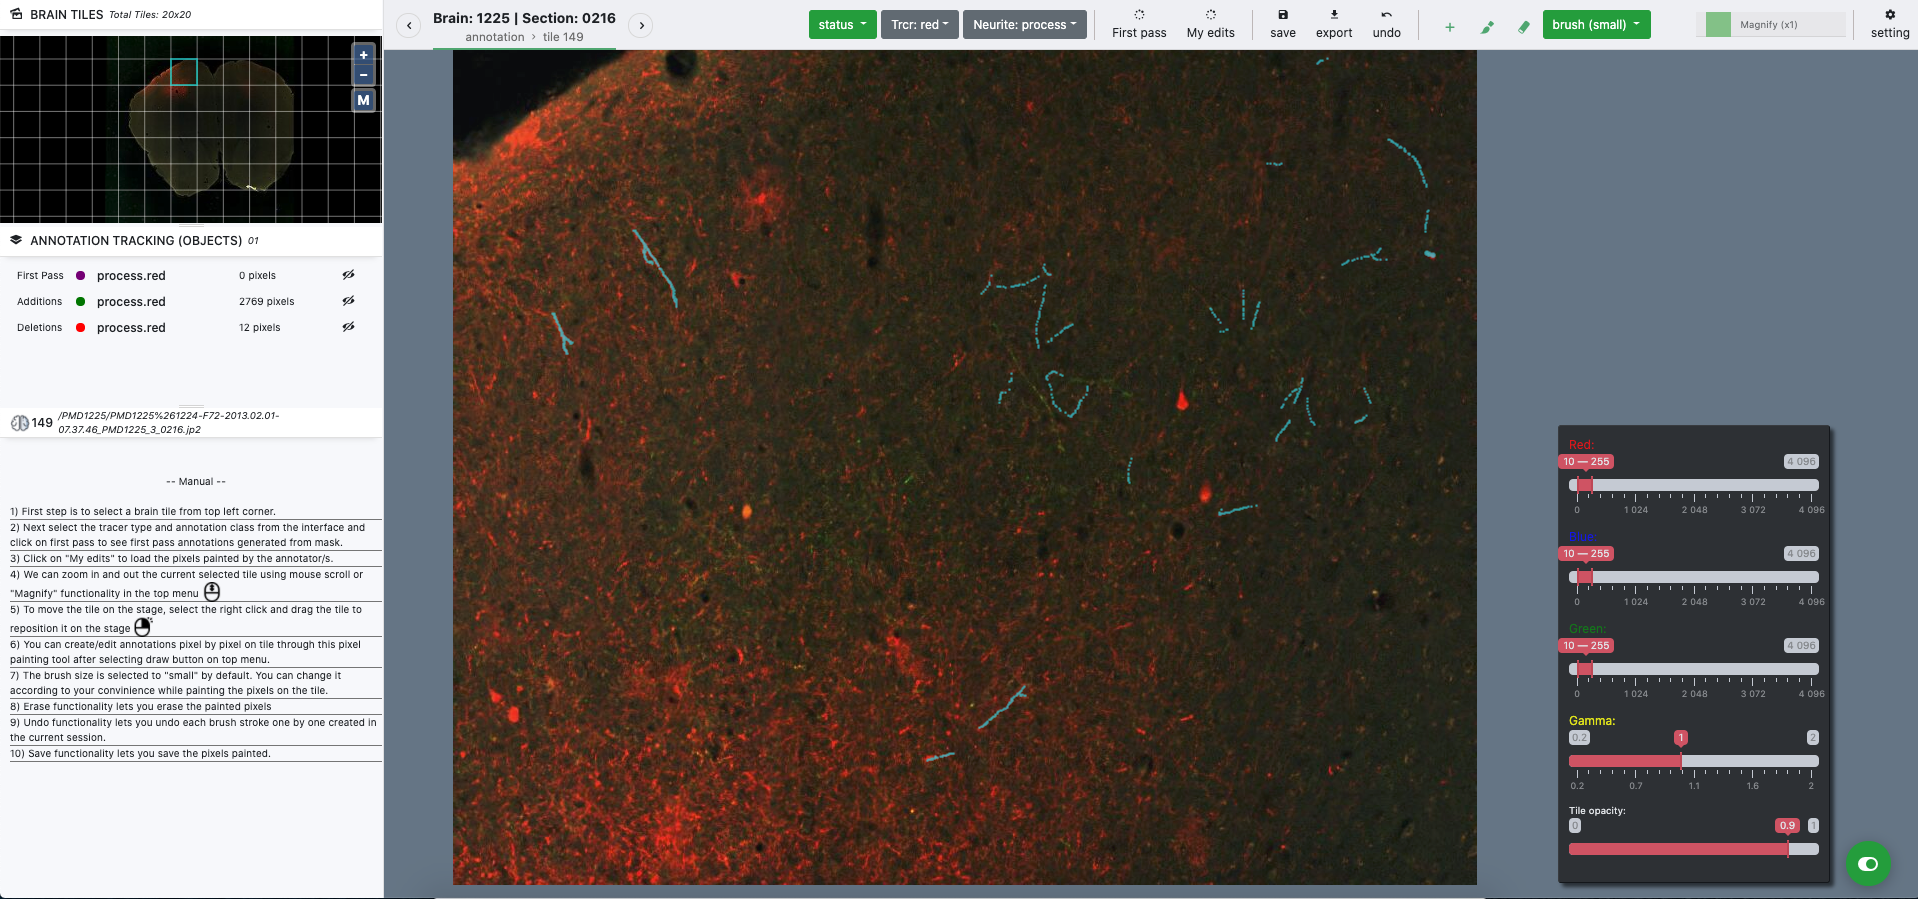 BRAIN TILES Total Tiles: 20x20
+
−
M
ANNOTATION TRACKING (OBJECTS) 01
First Pass process.red 0 pixels
Additions process.red 2769 pixels
Deletions process.red 12 pixels
149 /PMD1225/PMD1225%261224-F72-2013.02.01-
07.37.46_PMD1225_3_0216.jp2
-- Manual --
1) First step is to select a brain tile from top left corner.
2) Next select the tracer type and annotation class from the interface and
click on first pass to see first pass annotations generated from mask.
3) Click on "My edits" to load the pixels painted by the annotator/s.
4) We can zoom in and out the current selected tile using mouse scroll or
"Magnify" functionality in the top menu
5) To move the tile on the stage, select the right click and drag the tile to
reposition it on the stage
6) You can create/edit annotations pixel by pixel on tile through this pixel
painting tool after selecting draw button on top menu.
7) The brush size is selected to "small" by default. You can change it
according to your convinience while painting the pixels on the tile.
8) Erase functionality lets you erase the painted pixels
9) Undo functionality lets you undo each brush stroke one by one created in
the current session.
10) Save functionality lets you save the pixels painted.
Brain: 1225 | Section: 0216
annotation › tile 149
status
Trcr: red
Neurite: process
First pass
My edits
save
export
undo
brush (small)
Magnify (x1)
setting
Red:
10 — 255 4 096
0 1 024 2 048 3 072 4 096
Blue:
10 — 255 4 096
0 1 024 2 048 3 072 4 096
Green:
10 — 255 4 096
0 1 024 2 048 3 072 4 096
Gamma:
0.2 1 2
0.2 0.7 1.1 1.6 2
Tile opacity:
0 0.9 1